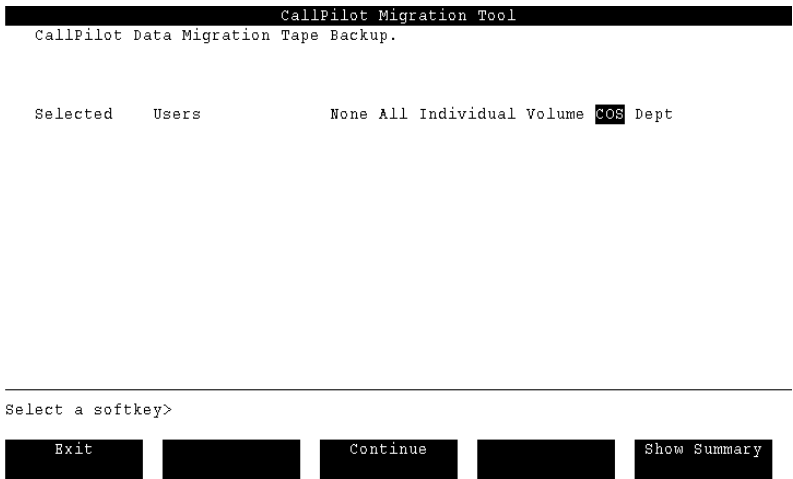 CallPilot Migration Tool
CallPilot Data Migration Tape Backup.
Selected Users None All Individual Volume COS Dept
Select a softkey>
Exit Continue Show Summary